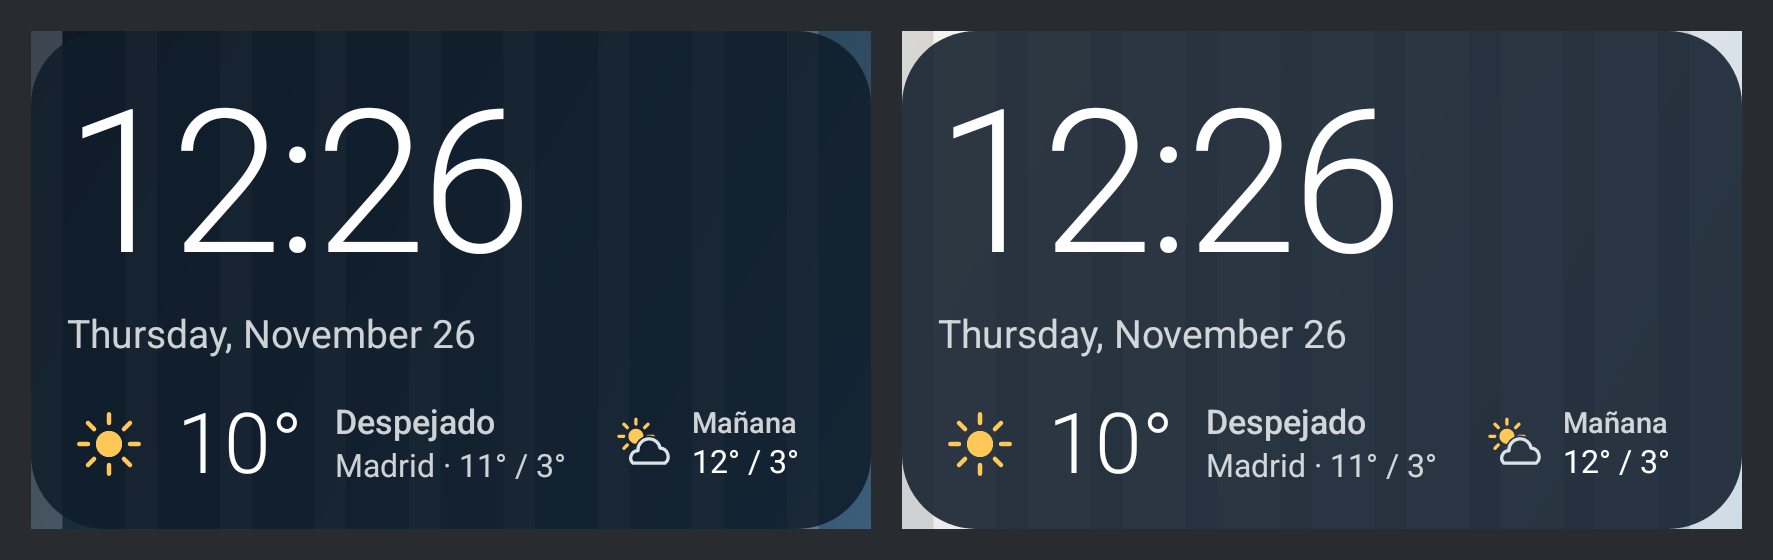 12:26
Thursday, November 26
10° Despejado
Madrid · 11° / 3°
Mañana
12° / 3°
12:26
Thursday, November 26
10° Despejado
Madrid · 11° / 3°
Mañana
12° / 3°